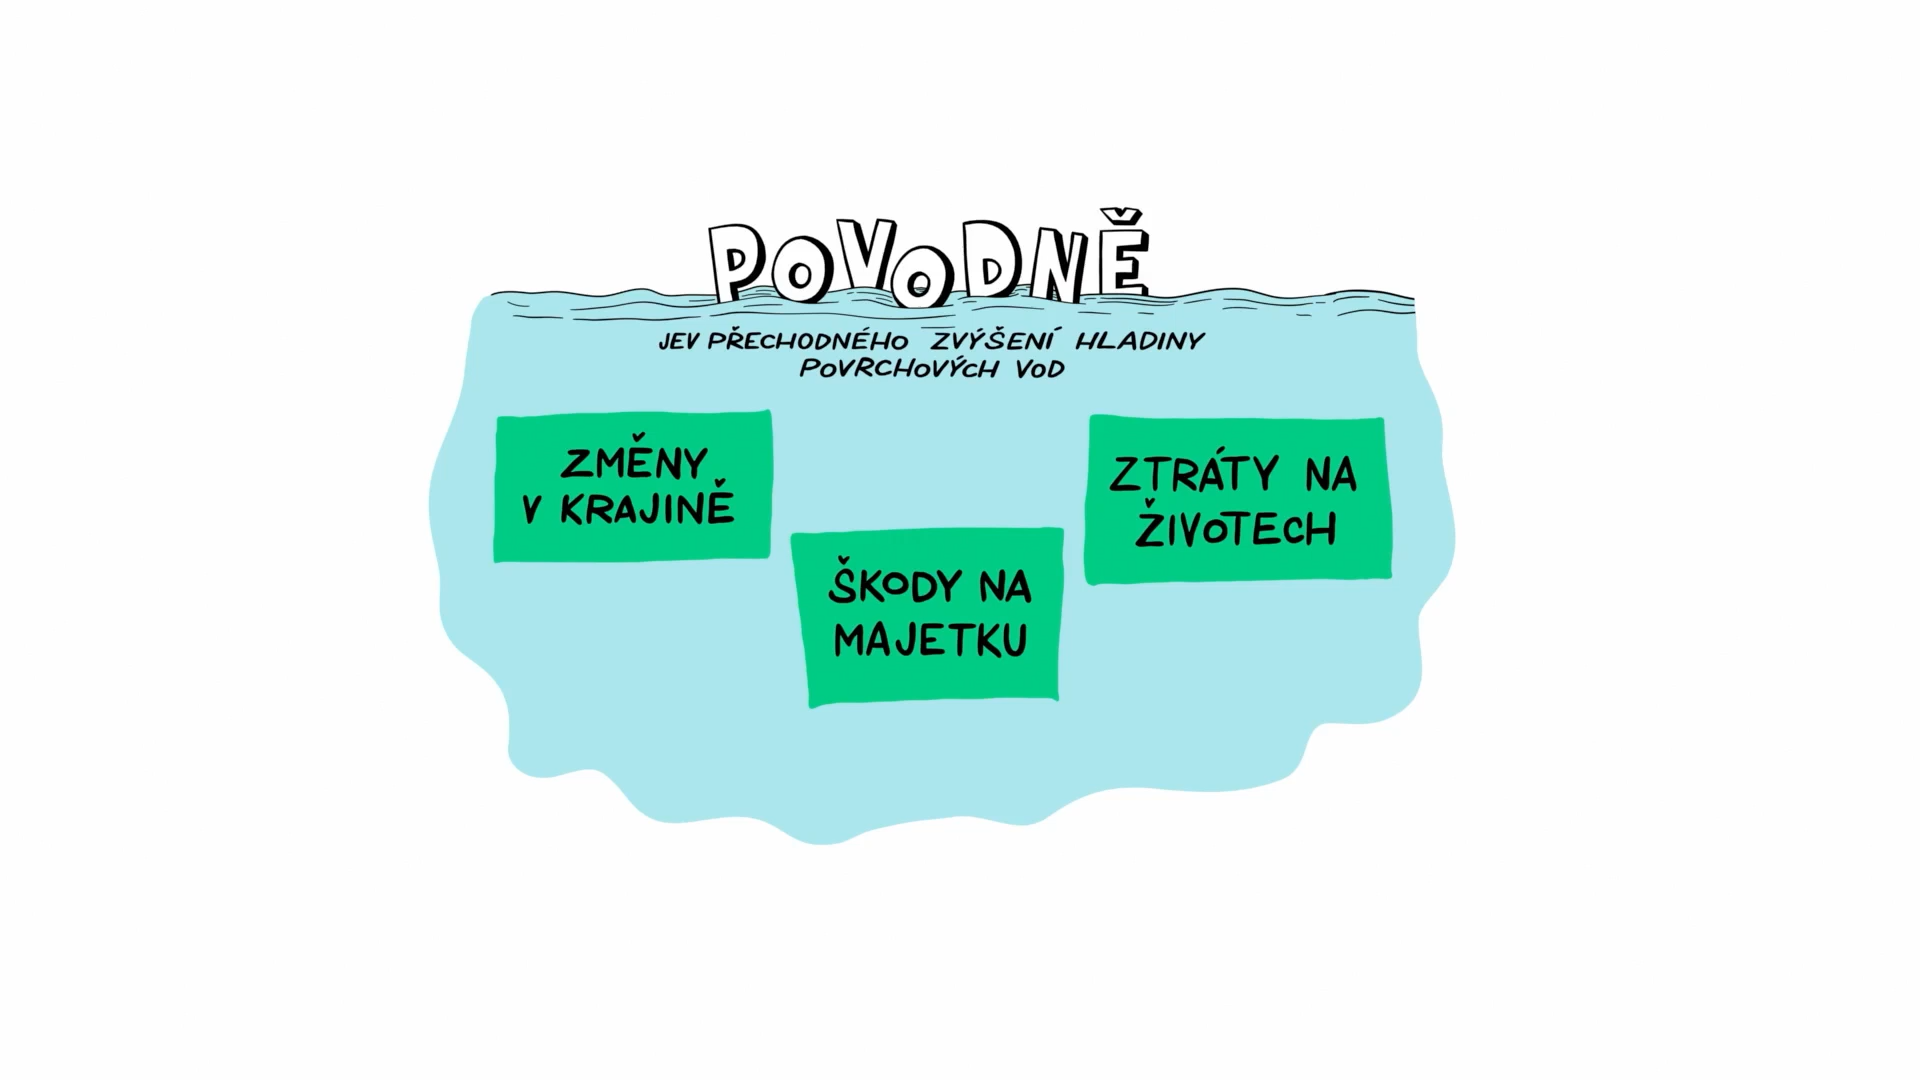 POVODNĚ
JEV PŘECHODNÉHO ZVÝŠENÍ HLADINY
POVRCHOVÝCH VOD
ZMĚNY
V KRAJINĚ
ŠKODY NA
MAJETKU
ZTRÁTY NA
ŽIVOTECH